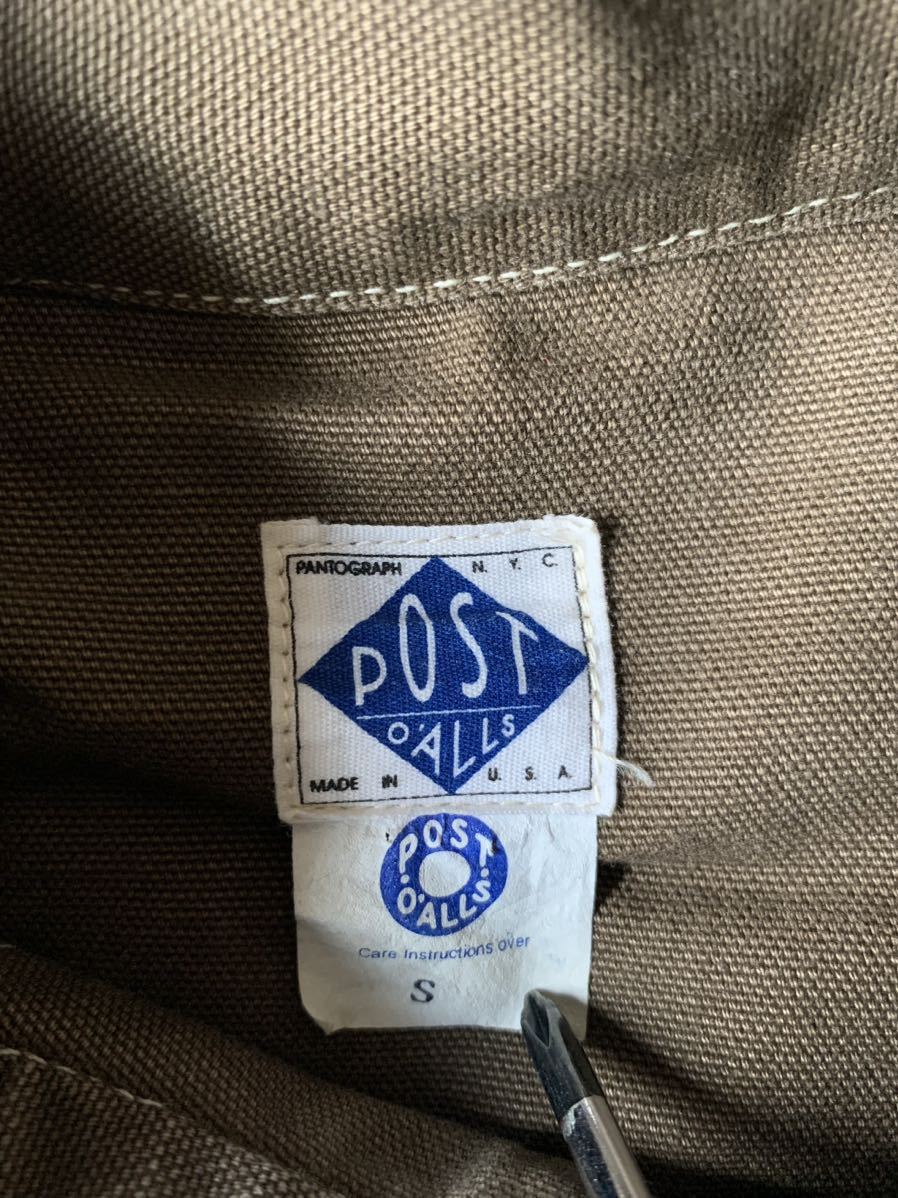 PANTOGRAPH N. Y. C.
POST
O'ALLS
MADE IN U. S. A.
POST
O'ALLS
Care Instructions over
S